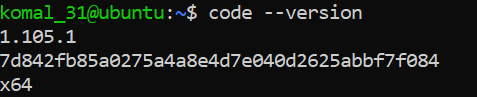 komal_31@ubuntu:~$ code --version
1.105.1
7d842fb85a0275a4a8e4d7e040d2625abbf7f084
x64